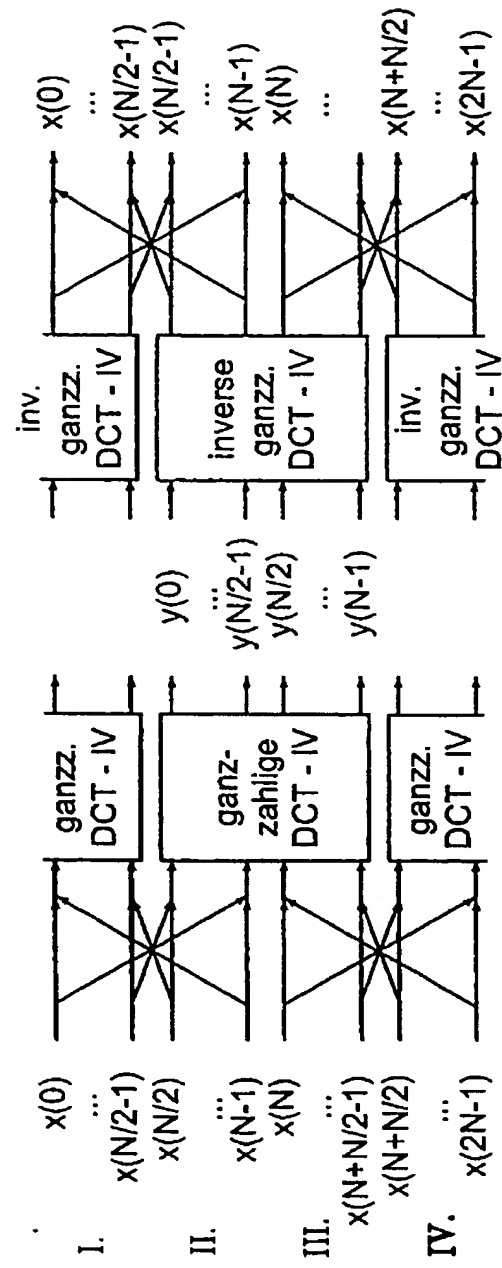 I.
II.
III.
IV.
x(0)
...
x(N/2-1)
x(N/2)
...
x(N-1)
x(N)
...
x(N+N/2-1)
x(N+N/2)
...
x(2N-1)
ganzz.
DCT - IV
ganz-
zahlige
DCT - IV
ganzz.
DCT - IV
y(0)
...
y(N/2-1)
y(N/2)
...
y(N-1)
inv.
ganzz.
DCT - IV
inverse
ganzz.
DCT - IV
inv.
ganzz.
DCT - IV
x(0)
...
x(N/2-1)
x(N/2-1)
...
x(N-1)
x(N)
...
x(N+N/2)
...
x(2N-1)